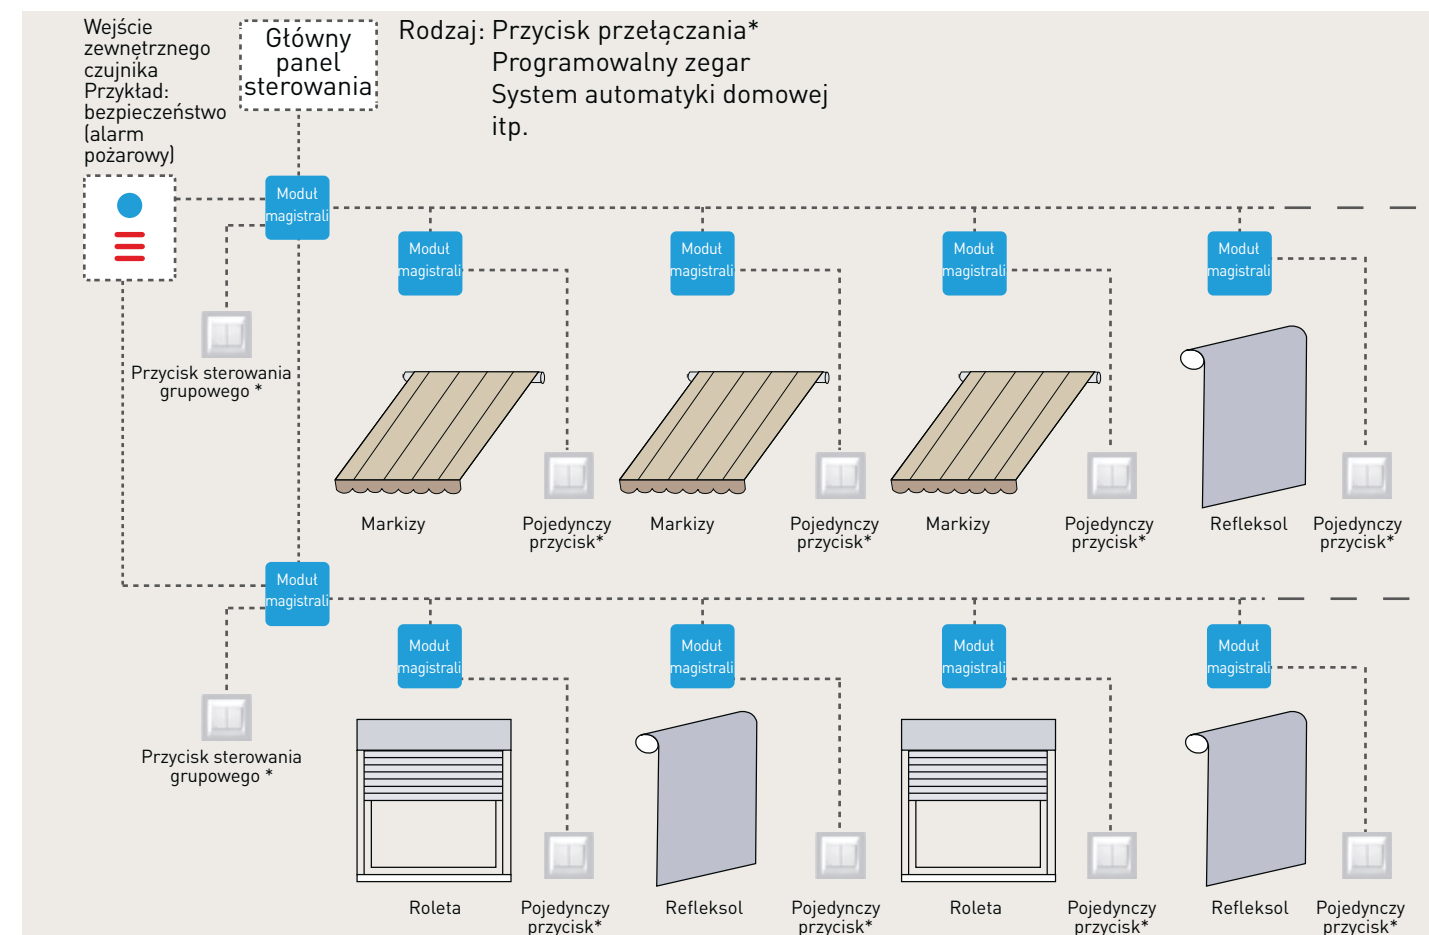 Wejście
zewnętrznego
czujnika
Przykład:
bezpieczeństwo
(alarm
pożarowy)
Główny
panel
sterowania
Rodzaj: Przycisk przełączania*
Programowalny zegar
System automatyki domowej
itp.
Moduł
magistrali
Moduł
magistrali
Moduł
magistrali
Moduł
magistrali
Moduł
magistrali
Przycisk sterowania
grupowego *
Markizy
Pojedynczy
przycisk*
Markizy
Pojedynczy
przycisk*
Markizy
Pojedynczy
przycisk*
Refleksol
Pojedynczy
przycisk*
Moduł
magistrali
Moduł
magistrali
Moduł
magistrali
Moduł
magistrali
Moduł
magistrali
Przycisk sterowania
grupowego *
Roleta
Pojedynczy
przycisk*
Refleksol
Pojedynczy
przycisk*
Roleta
Pojedynczy
przycisk*
Refleksol
Pojedynczy
przycisk*